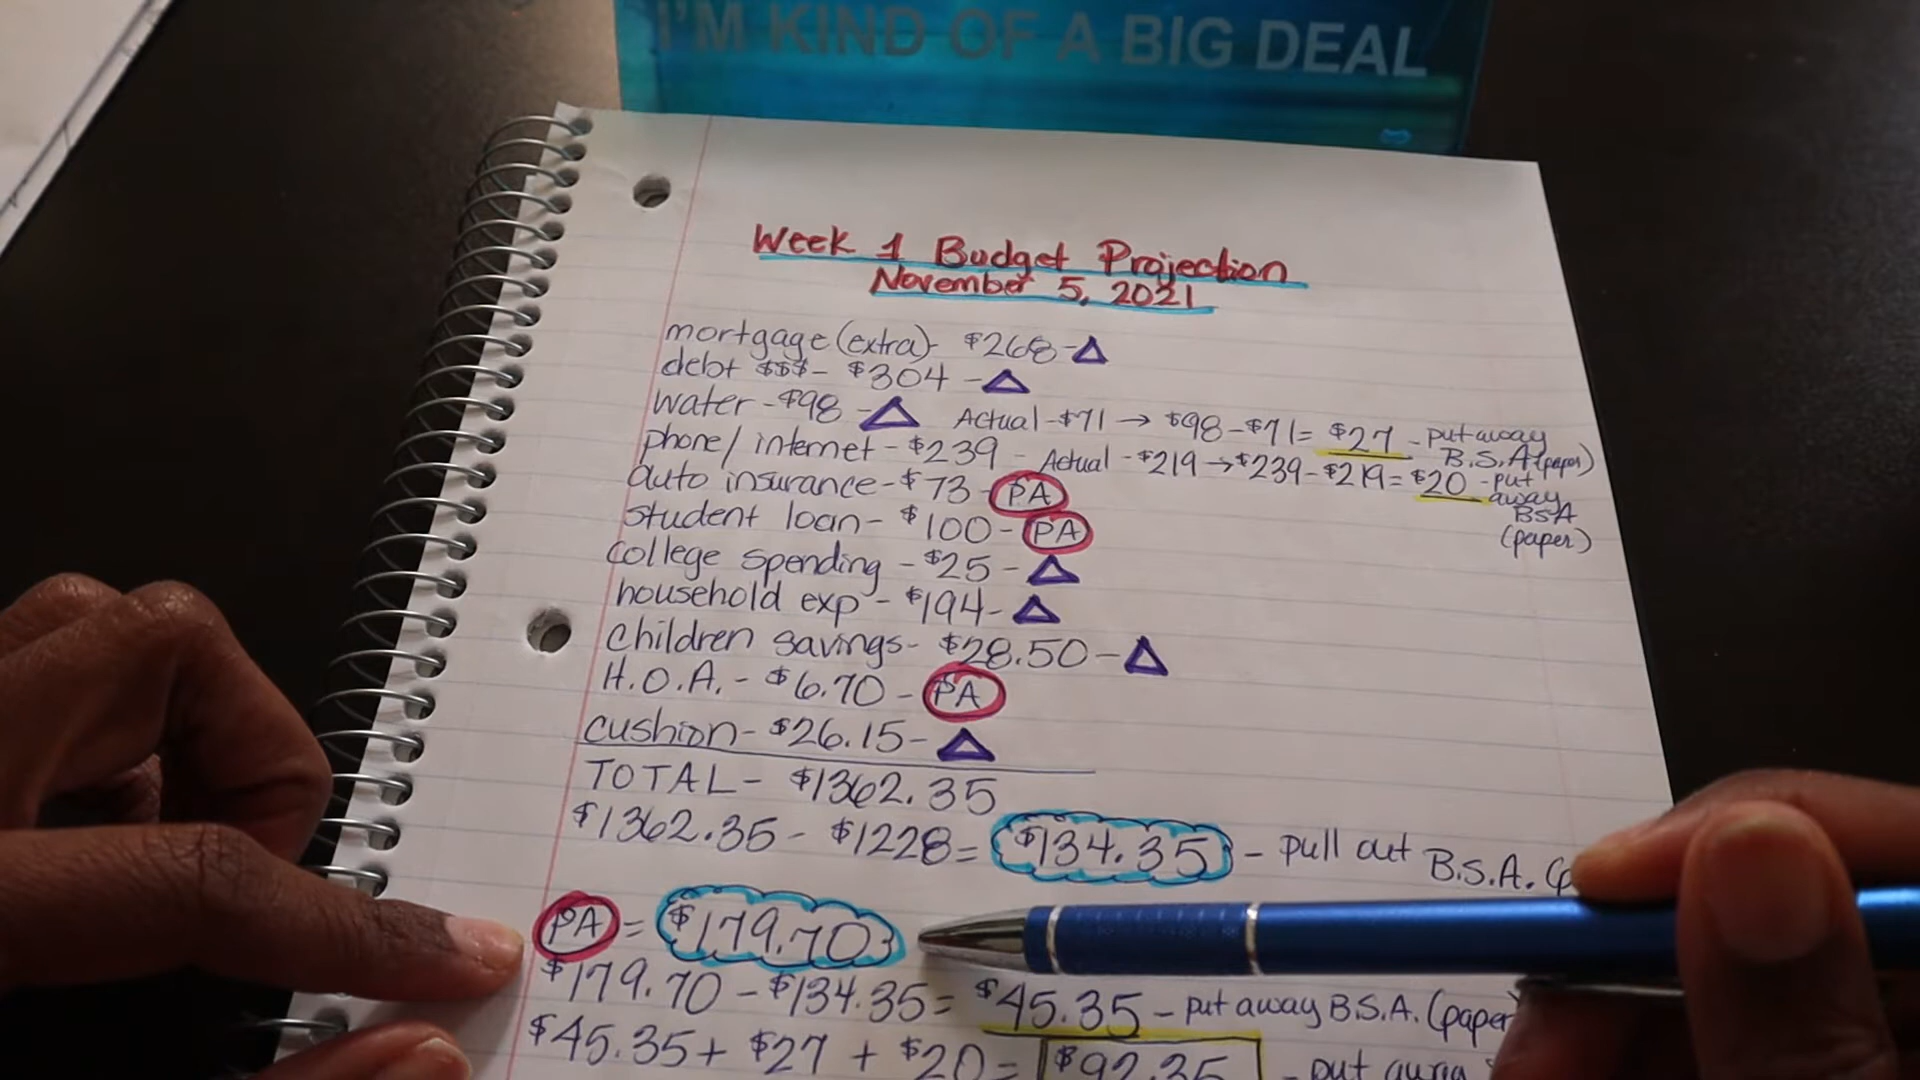 I'M KIND OF A BIG DEAL
Week 1 Budget Projection
November 5, 2021
mortgage (extra)- $268-△
debt $$$- $304 -△
water-$98-△ Actual-$71 → $98-$71= $27 -put away B.S.A (paper)
phone/internet-$239 - Actual -$219→$239-$219=$20 -put away BSA (paper)
auto insurance-$73-PA
student loan- $100-PA
college spending -$25 -△
household exp - $194-△
children savings- $28.50-△
H.O.A.- $6.70-PA
cushion- $26.15-△
TOTAL- $1362.35
$1362.35 - $1228= $134.35 - pull out B.S.A. (
PA = $179.70
$179.70 -$134.35= $45.35 - put away B.S.A. (paper
$45.35+ $27 + $20= $92.35 - put away